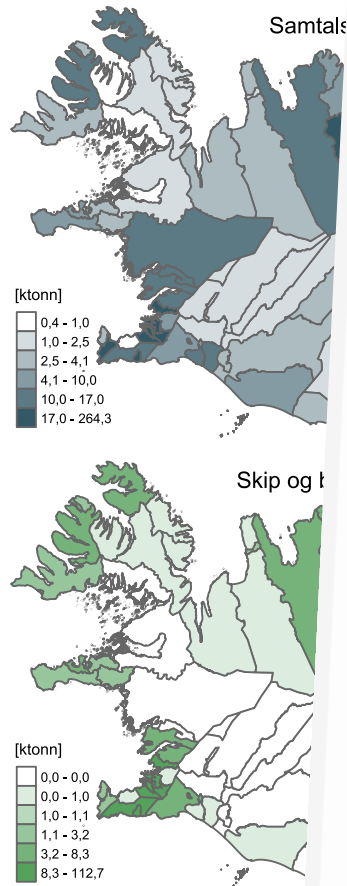 Samtals
[ktonn]
0,4 - 1,0
1,0 - 2,5
2,5 - 4,1
4,1 - 10,0
10,0 - 17,0
17,0 - 264,3
Skip og
[ktonn]
0,0 - 0,0
0,0 - 1,0
1,0 - 1,1
1,1 - 3,2
3,2 - 8,3
8,3 - 112,7